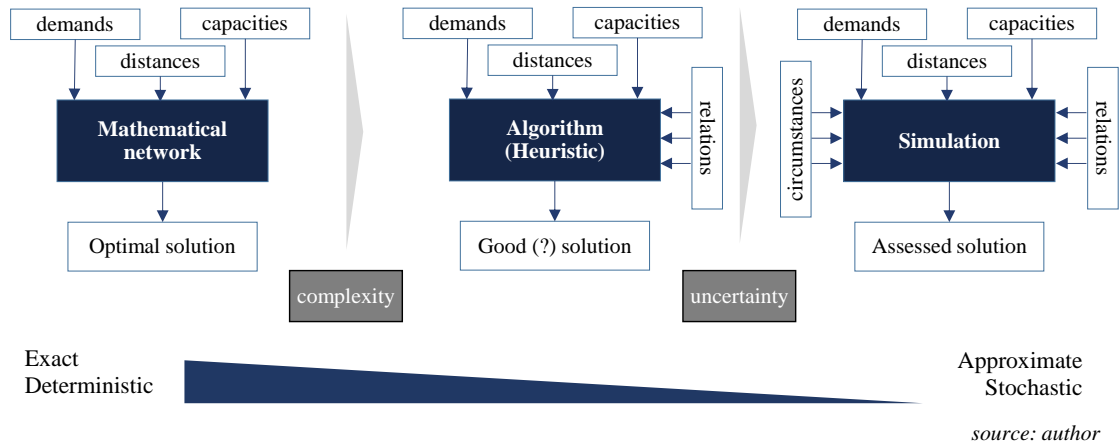 demands
capacities
distances
Mathematical
network
Optimal solution
complexity
demands
capacities
distances
Algorithm
(Heuristic)
relations
Good (?) solution
uncertainty
demands
capacities
distances
circumstances
Simulation
relations
Assessed solution
Exact
Deterministic
Approximate
Stochastic
source: author